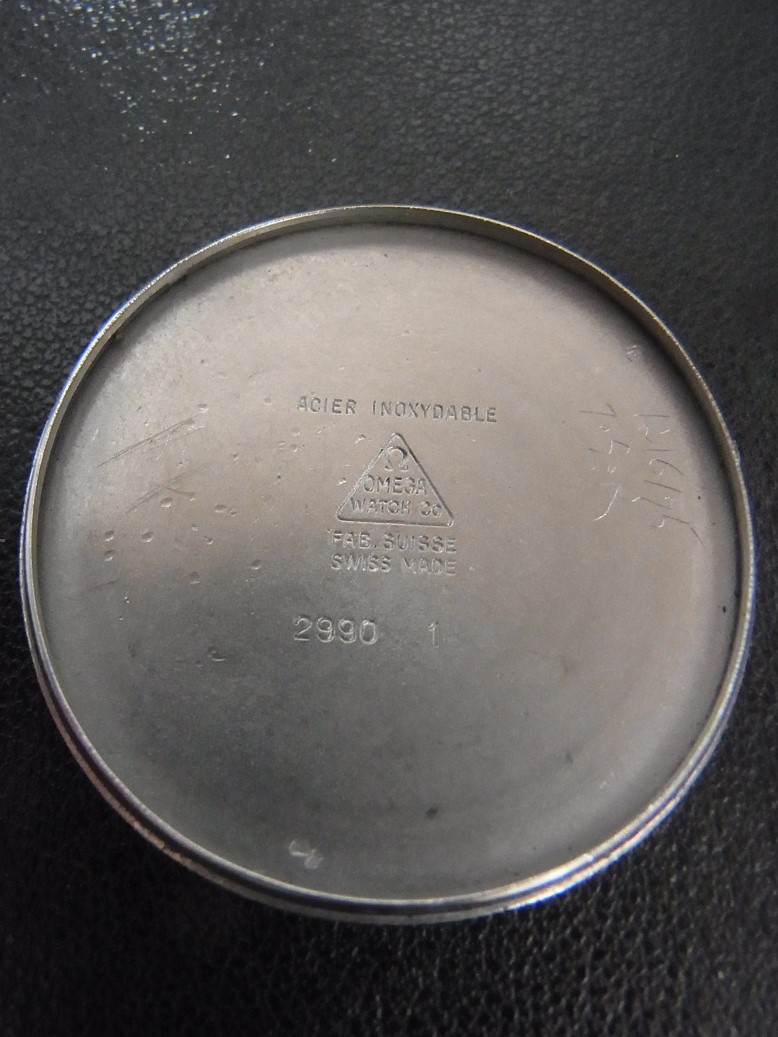 ACIER INOXYDABLE
Ω
OMEGA
WATCH Co
FAB. SUISSE
SWISS MADE
2990 1